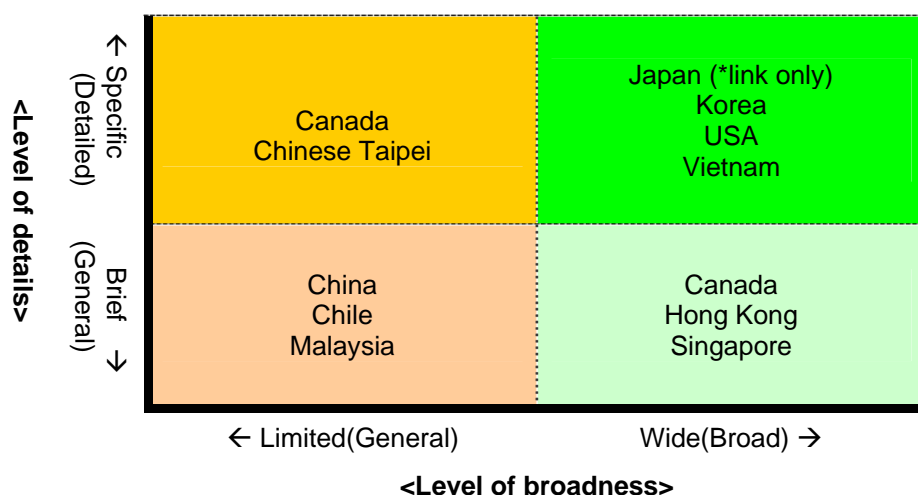 <Level of details>
← Specific →
(Detailed)
Brief
(General)
Canada
Chinese Taipei
Japan (*link only)
Korea
USA
Vietnam
China
Chile
Malaysia
Canada
Hong Kong
Singapore
← Limited(General)
Wide(Broad) →
<Level of broadness>